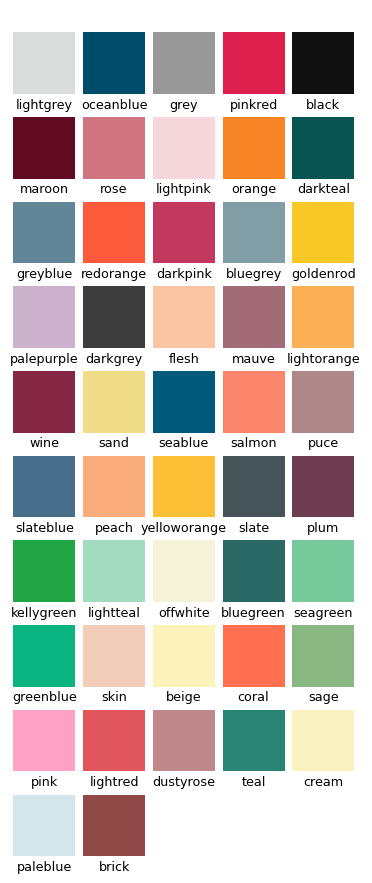 lightgrey oceanblue grey pinkred black
maroon rose lightpink orange darkteal
greyblue redorange darkpink bluegrey goldenrod
palepurple darkgrey flesh mauve lightorange
wine sand seablue salmon puce
slateblue peach yelloworange slate plum
kellygreen lightteal offwhite bluegreen seagreen
greenblue skin beige coral sage
pink lightred dustyrose teal cream
paleblue brick